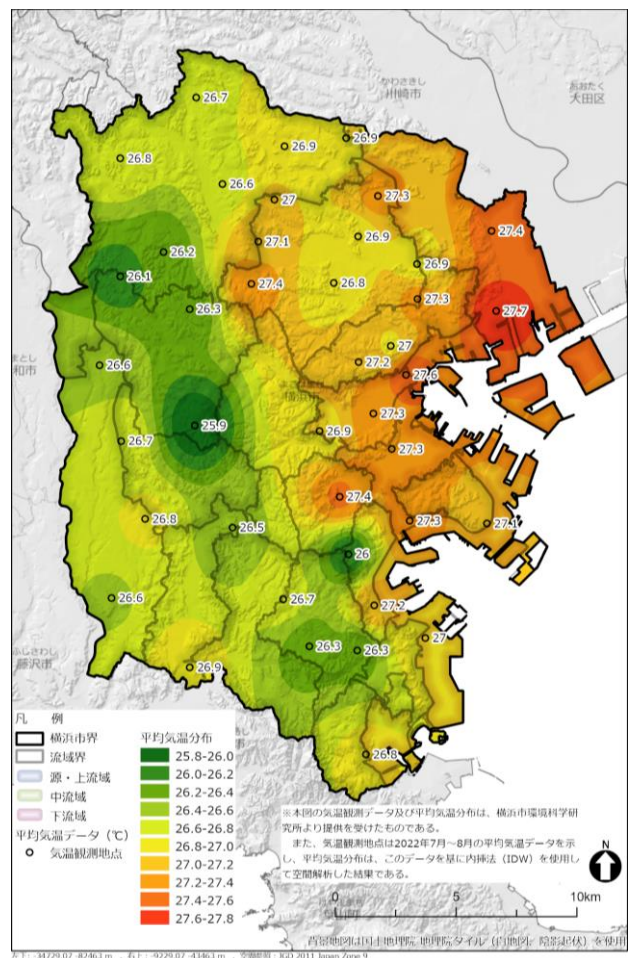 かわさきし
川崎市
おおたく
大田区
26.7
26.9
26.9
26.8
26.6
27
27.3
27.4
26.2
27.1
26.9
26.9
26.1
27.4
26.8
27.3
26.3
27.7
27
まとし
和市
26.6
27.2
27.6
横浜市
25.9
27.3
26.9
26.7
27.3
27.4
26.8
26.5
27.3
27.1
26
26.6
26.7
27.2
ふじさわし
藤沢市
26.3
26.3
27
26.9
26.8
凡 例
横浜市界
流域界
源・上流域
中流域
下流域
平均気温データ(℃)
気温観測地点
平均気温分布
25.8-26.0
26.0-26.2
26.2-26.4
26.4-26.6
26.6-26.8
26.8-27.0
27.0-27.2
27.2-27.4
27.4-27.6
27.6-27.8
※本図の気温観測データ及び平均気温分布は、横浜市環境科学研
究所より提供を受けたものである。
また、気温観測地点は2022年7月~8月の平均気温データを示
し、平均気温分布は、このデータを基に内挿法(IDW)を使用し
て空間解析した結果である。
N
0 5 10km
背景地図は国土地理院 地理院タイル(白地図、陰影起伏)を使用